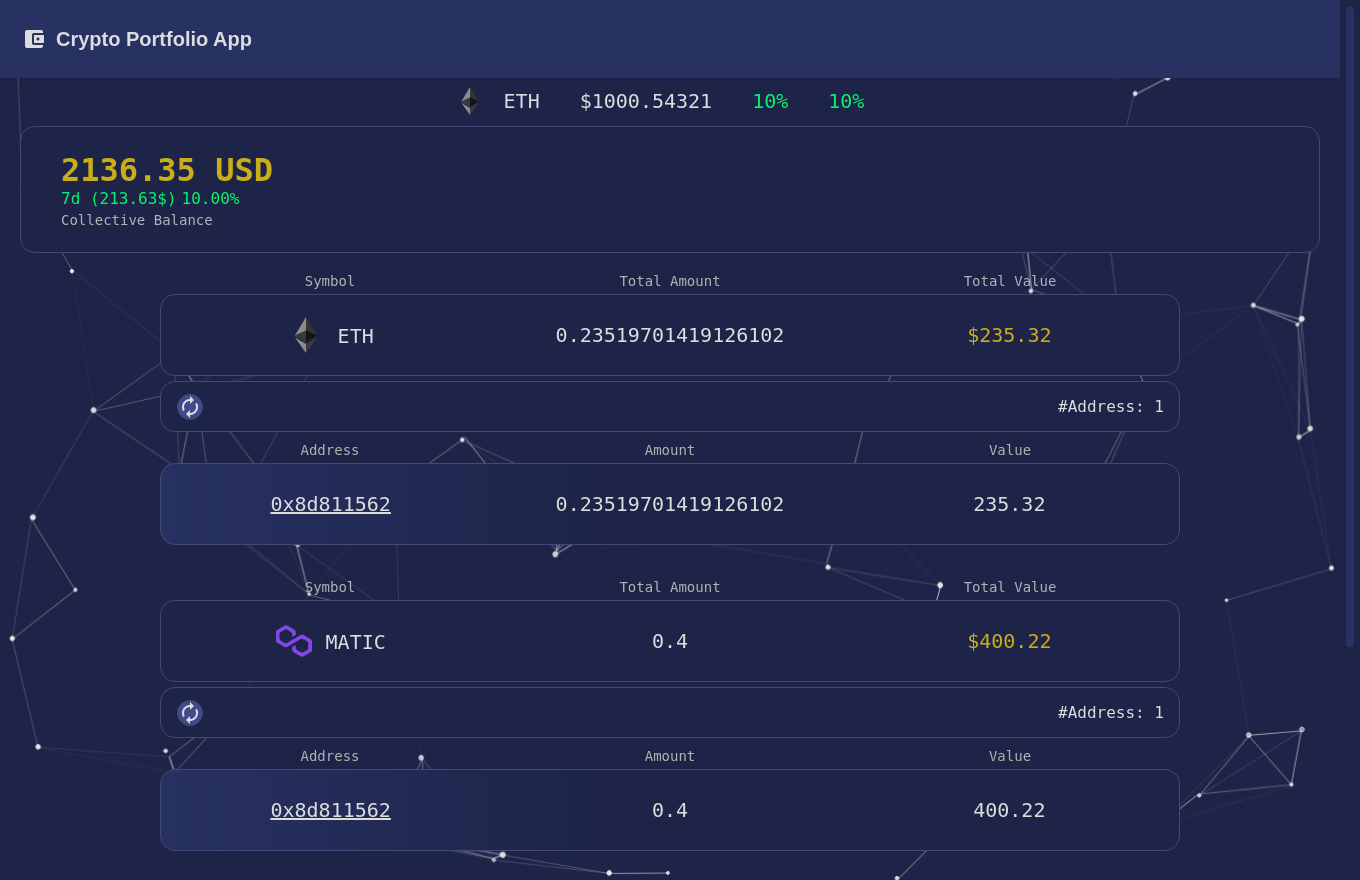 Crypto Portfolio App
ETH $1000.54321 10% 10%
2136.35 USD
7d (213.63$) 10.00%
Collective Balance
Symbol Total Amount Total Value
ETH 0.23519701419126102 $235.32
#Address: 1
Address Amount Value
0x8d811562 0.23519701419126102 235.32
Symbol Total Amount Total Value
MATIC 0.4 $400.22
#Address: 1
Address Amount Value
0x8d811562 0.4 400.22